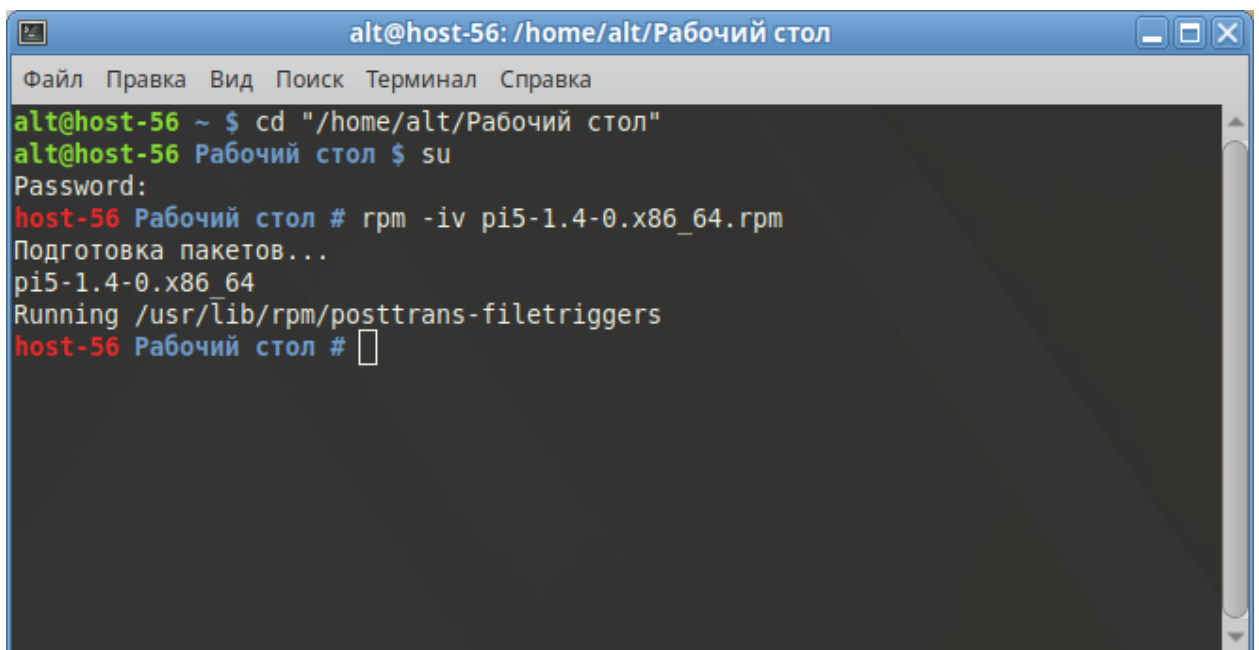 alt@host-56: /home/alt/Рабочий стол
Файл Правка Вид Поиск Терминал Справка
alt@host-56 ~ $ cd "/home/alt/Рабочий стол"
alt@host-56 Рабочий стол $ su
Password:
host-56 Рабочий стол # rpm -iv pi5-1.4-0.x86_64.rpm
Подготовка пакетов...
pi5-1.4-0.x86_64
Running /usr/lib/rpm/posttrans-filetriggers
host-56 Рабочий стол #